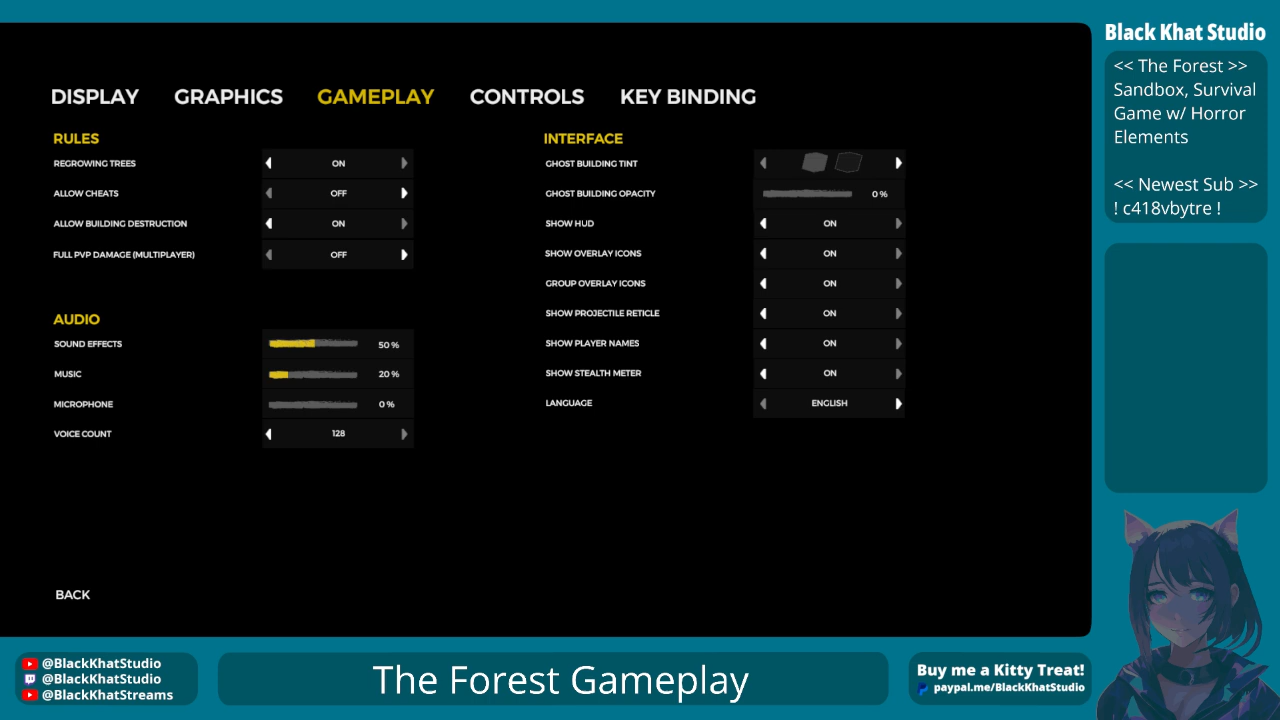 DISPLAY GRAPHICS GAMEPLAY CONTROLS KEY BINDING
RULES
REGROWING TREES ON
ALLOW CHEATS OFF
ALLOW BUILDING DESTRUCTION ON
FULL PVP DAMAGE (MULTIPLAYER) OFF
AUDIO
SOUND EFFECTS 50 %
MUSIC 20 %
MICROPHONE 0 %
VOICE COUNT 128
INTERFACE
GHOST BUILDING TINT
GHOST BUILDING OPACITY 0 %
SHOW HUD ON
SHOW OVERLAY ICONS ON
GROUP OVERLAY ICONS ON
SHOW PROJECTILE RETICLE ON
SHOW PLAYER NAMES ON
SHOW STEALTH METER ON
LANGUAGE ENGLISH
BACK
Black Khat Studio
<< The Forest >>
Sandbox, Survival
Game w/ Horror
Elements
<< Newest Sub >>
! c418vbytre !
@BlackKhatStudio
@BlackKhatStudio
@BlackKhatStreams
The Forest Gameplay
Buy me a Kitty Treat!
paypal.me/BlackKhatStudio